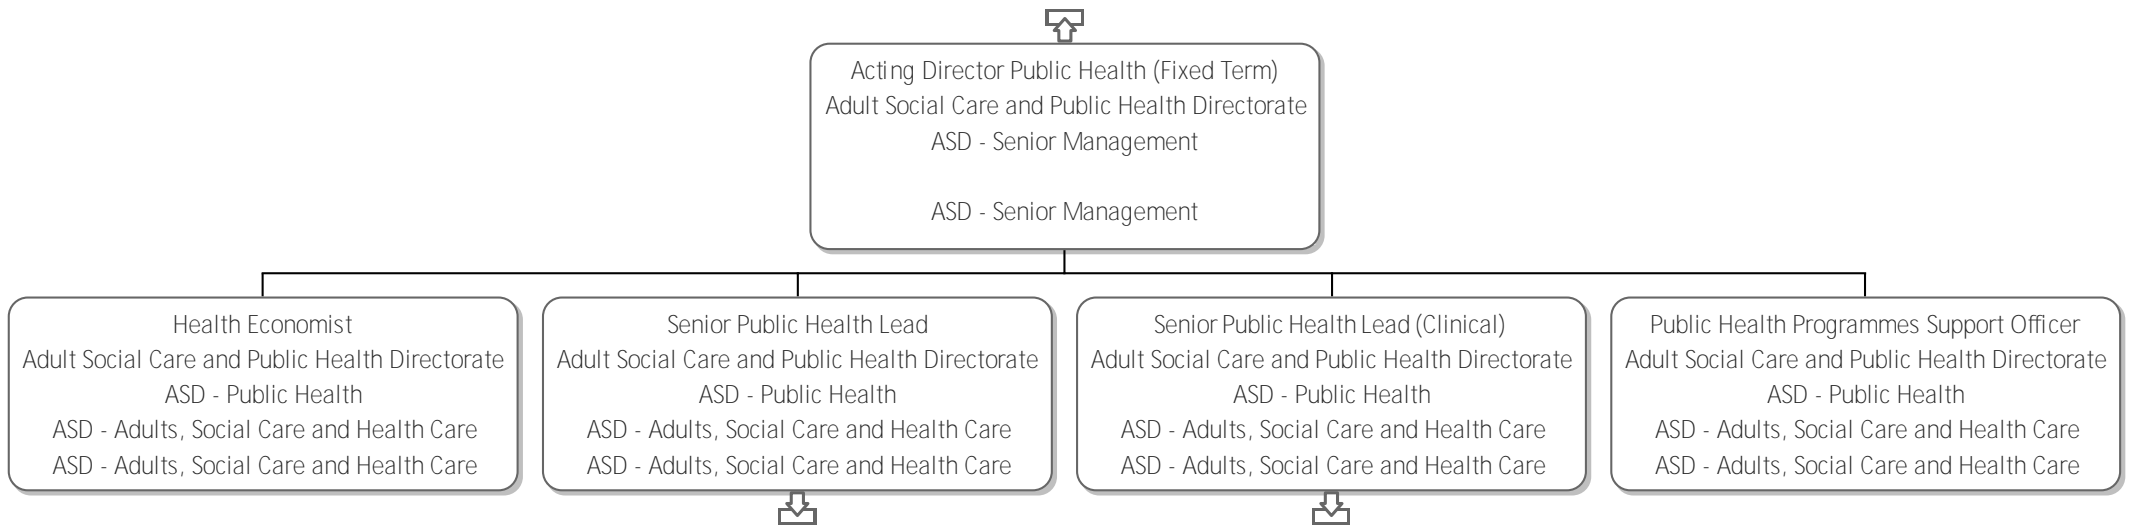 Acting Director Public Health (Fixed Term)
Adult Social Care and Public Health Directorate
ASD - Senior Management
ASD - Senior Management
Health Economist
Adult Social Care and Public Health Directorate
ASD - Public Health
ASD - Adults, Social Care and Health Care
ASD - Adults, Social Care and Health Care
Senior Public Health Lead
Adult Social Care and Public Health Directorate
ASD - Public Health
ASD - Adults, Social Care and Health Care
ASD - Adults, Social Care and Health Care
Senior Public Health Lead (Clinical)
Adult Social Care and Public Health Directorate
ASD - Public Health
ASD - Adults, Social Care and Health Care
ASD - Adults, Social Care and Health Care
Public Health Programmes Support Officer
Adult Social Care and Public Health Directorate
ASD - Public Health
ASD - Adults, Social Care and Health Care
ASD - Adults, Social Care and Health Care